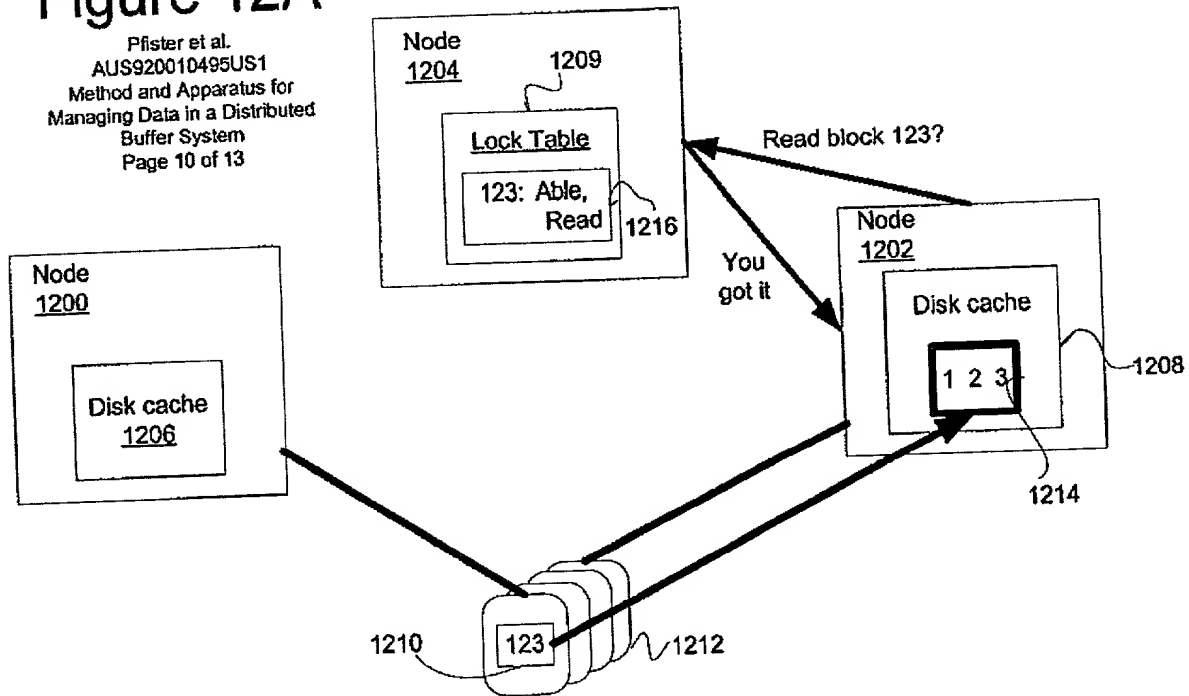 Figure 12A
Pfister et al.
AUS920010495US1
Method and Apparatus for
Managing Data in a Distributed
Buffer System
Page 10 of 13
Node
1204
1209
Lock Table
123: Able,
Read
1216
Read block 123?
You
got it
Node
1202
Disk cache
1 2 3
1208
1214
Node
1200
Disk cache
1206
1210
123
1212